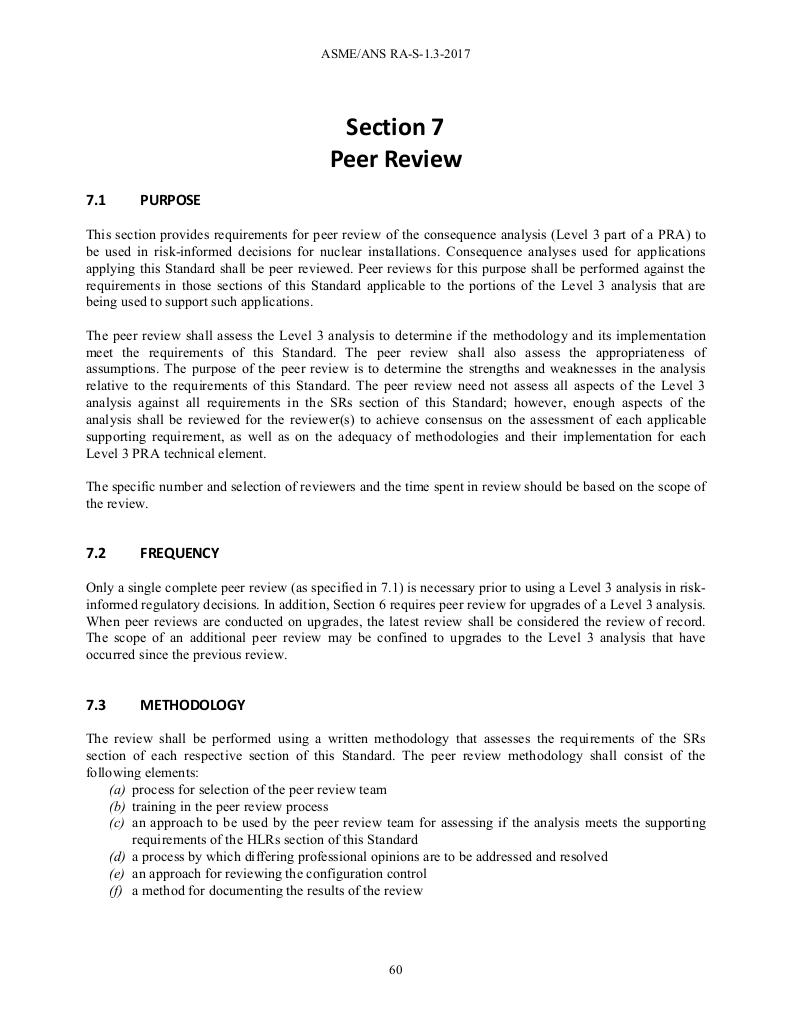 ASME/ANS RA-S-1.3-2017
Section 7
Peer Review
7.1 PURPOSE
This section provides requirements for peer review of the consequence analysis (Level 3 part of a PRA) to
be used in risk-informed decisions for nuclear installations. Consequence analyses used for applications
applying this Standard shall be peer reviewed. Peer reviews for this purpose shall be performed against the
requirements in those sections of this Standard applicable to the portions of the Level 3 analysis that are
being used to support such applications.
The peer review shall assess the Level 3 analysis to determine if the methodology and its implementation
meet the requirements of this Standard. The peer review shall also assess the appropriateness of
assumptions. The purpose of the peer review is to determine the strengths and weaknesses in the analysis
relative to the requirements of this Standard. The peer review need not assess all aspects of the Level 3
analysis against all requirements in the SRs section of this Standard; however, enough aspects of the
analysis shall be reviewed for the reviewer(s) to achieve consensus on the assessment of each applicable
supporting requirement, as well as on the adequacy of methodologies and their implementation for each
Level 3 PRA technical element.
The specific number and selection of reviewers and the time spent in review should be based on the scope of
the review.
7.2 FREQUENCY
Only a single complete peer review (as specified in 7.1) is necessary prior to using a Level 3 analysis in risk-
informed regulatory decisions. In addition, Section 6 requires peer review for upgrades of a Level 3 analysis.
When peer reviews are conducted on upgrades, the latest review shall be considered the review of record.
The scope of an additional peer review may be confined to upgrades to the Level 3 analysis that have
occurred since the previous review.
7.3 METHODOLOGY
The review shall be performed using a written methodology that assesses the requirements of the SRs
section of each respective section of this Standard. The peer review methodology shall consist of the
following elements:
(a) process for selection of the peer review team
(b) training in the peer review process
(c) an approach to be used by the peer review team for assessing if the analysis meets the supporting
requirements of the HLRs section of this Standard
(d) a process by which differing professional opinions are to be addressed and resolved
(e) an approach for reviewing the configuration control
(f) a method for documenting the results of the review
60